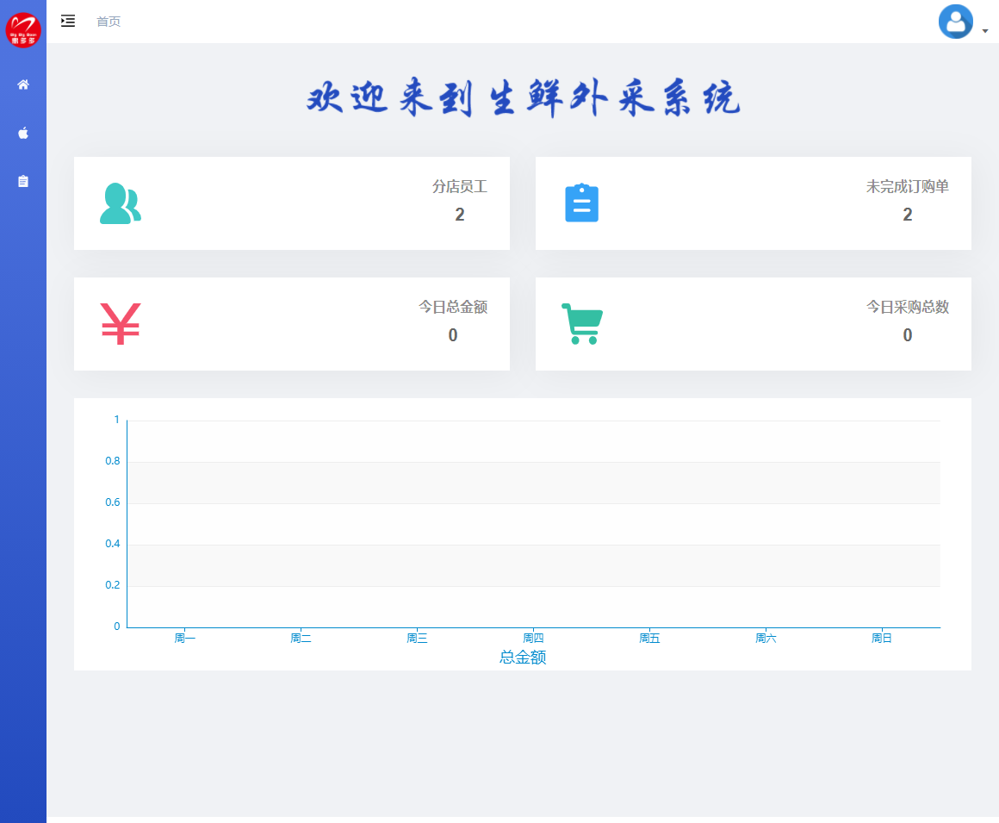 首页
欢迎来到生鲜外采系统
分店员工
2
未完成订购单
2
今日总金额
0
今日采购总数
0
1
0.8
0.6
0.4
0.2
0
周一 周二 周三 周四 周五 周六 周日
总金额